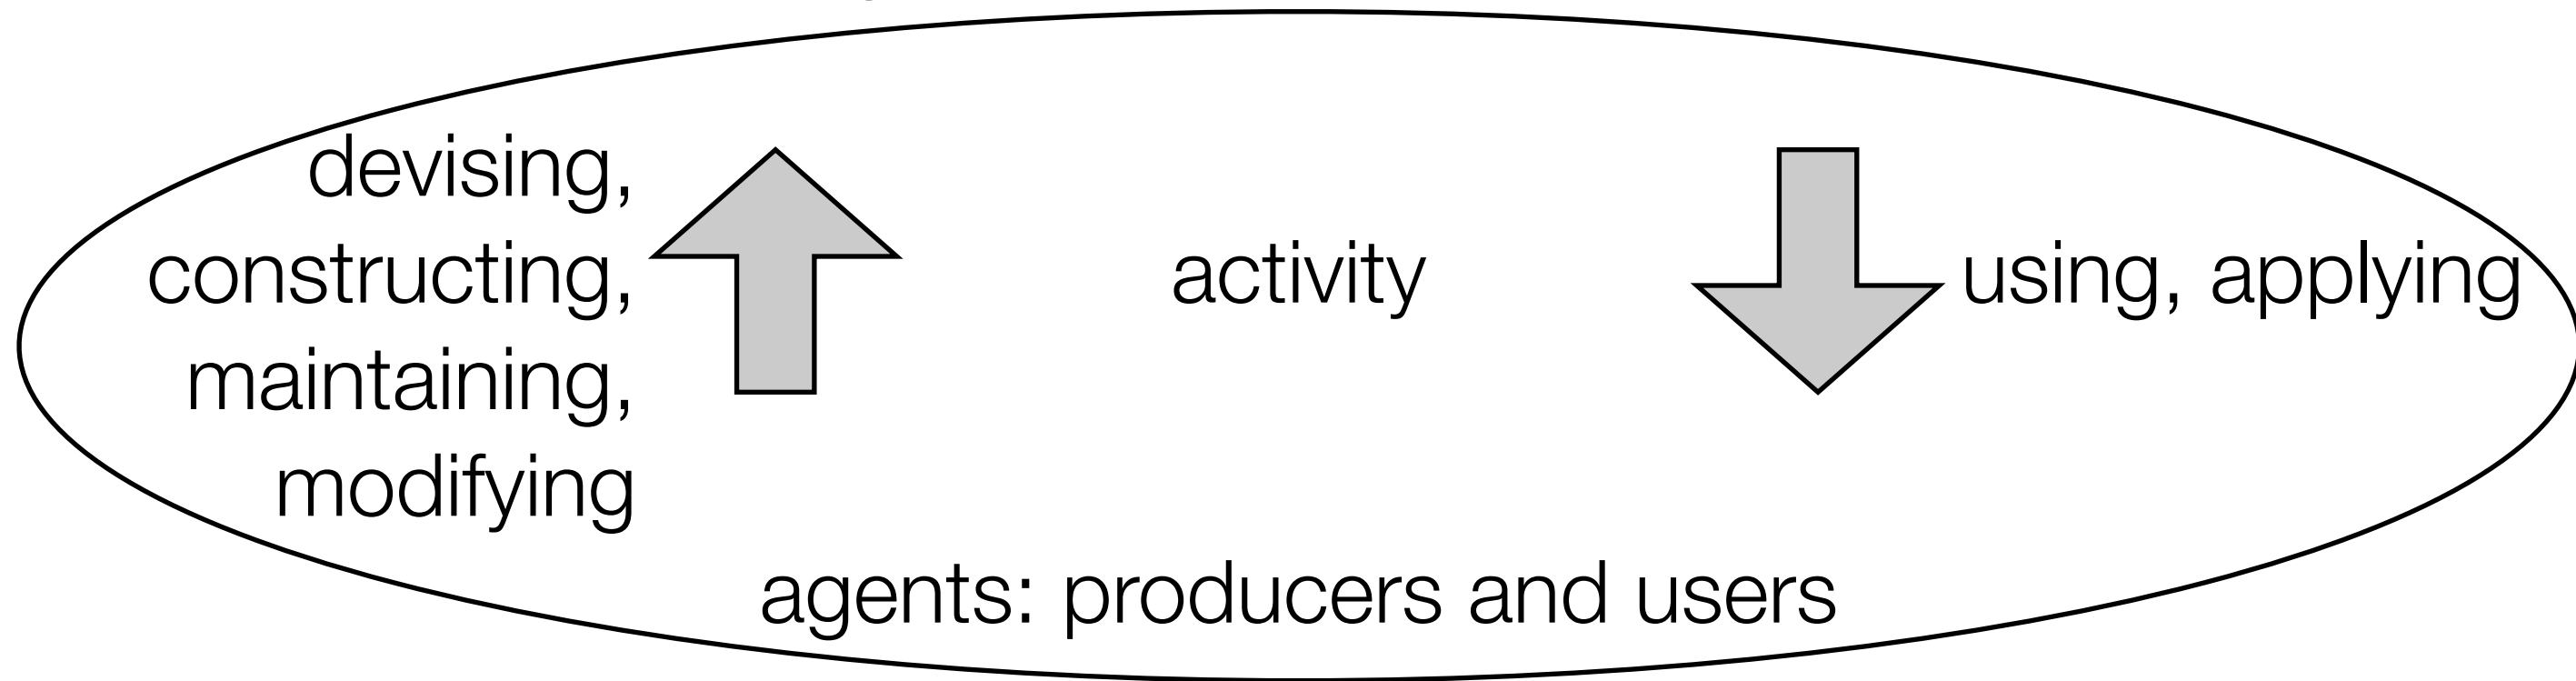 devising,
constructing,
maintaining,
modifying
activity
using, applying
agents: producers and users